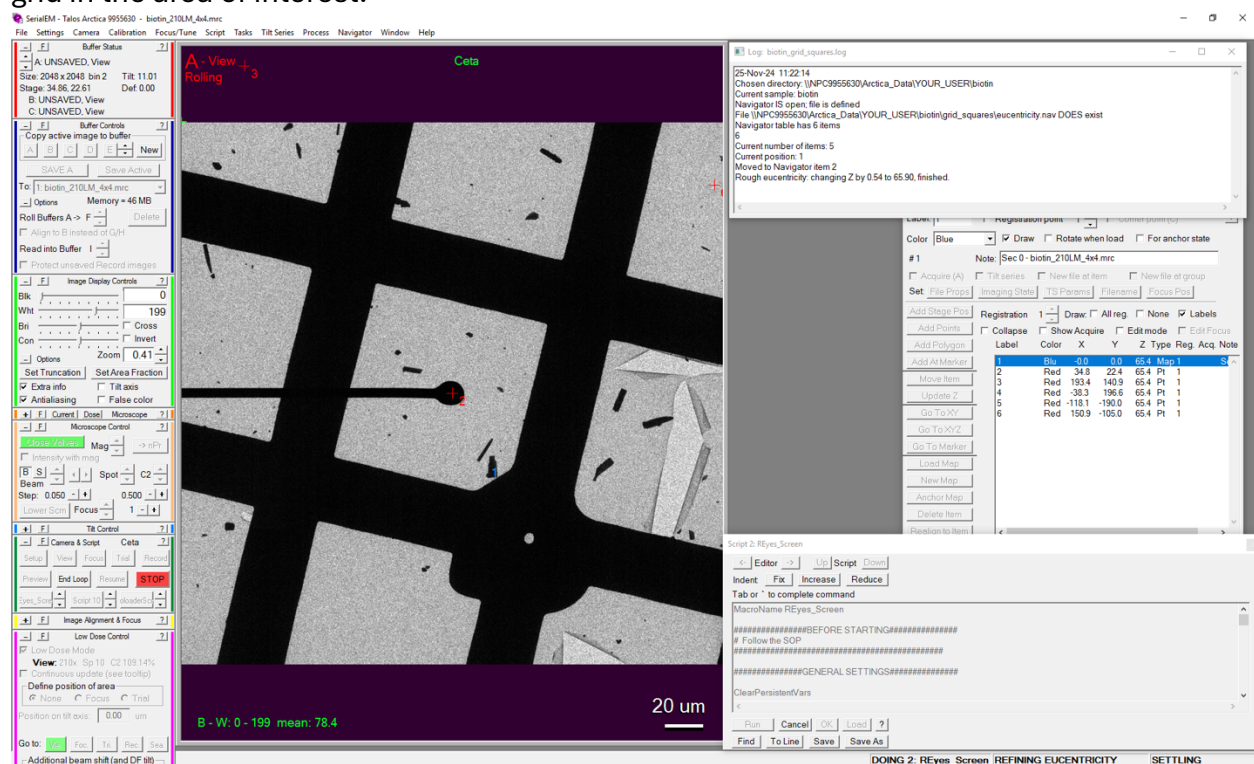 grid in the area of interest.
SerialEM - Talos Arctica 9955630 - biotin_210LM_4x4.mrc
File Settings Camera Calibration Focus/Tune Script Tasks Tilt Series Process Navigator Window Help
- F Buffer Status ?
A: UNSAVED, View
Size: 2048 x 2048 bin 2 Tilt: 11.01
Stage: 34.86, 22.61 Def: 0.00
B: UNSAVED, View
C: UNSAVED, View
- F Buffer Controls ?
Copy active image to buffer
A B C D E New
SAVE A Save Active
To: 1: biotin_210LM_4x4.mrc
- Options Memory = 46 MB
Roll Buffers A -> F Delete
Align to B instead of G/H
Read into Buffer I
Protect unsaved Record images
- F Image Display Controls ?
Blk 0
Wht 199
Bri Cross
Con Invert
- Options Zoom 0.41
Set Truncation Set Area Fraction
Extra info Tilt axis
Antialiasing False color
+ F Current Dose Microscope ?
- F Microscope Control ?
Close Valves Mag -> nPr
Intensity with mag
B S Spot C2
Beam
Step: 0.050 - + 0.500 - +
Lower Scrn Focus 1 - +
+ F Tilt Control ?
- F Camera & Script Ceta ?
Setup View Focus Trial Record
Preview End Loop Resume STOP
Eyes_Scre Script 10 oloaderSc
+ F Image Alignment & Focus ?
- F Low Dose Control ?
Low Dose Mode
View: 210x Sp 10 C2 109.14%
Continuous update (see tooltip)
Define position of area
None Focus Trial
Position on tilt axis: 0.00 um
Go to: Foc. Tri. Rec. Sea
Additional beam shift (and DF tilt)
A - View
Rolling
3
Ceta
2
1
20 um
B - W: 0 - 199 mean: 78.4
Log: biotin_grid_squares.log
25-Nov-24 11:22:14
Chosen directory: \\NPC9955630\Arctica_Data\YOUR_USER\biotin
Current sample: biotin
Navigator IS open; file is defined
File \\NPC9955630\Arctica_Data\YOUR_USER\biotin\grid_squares\eucentricity.nav DOES exist
Navigator table has 6 items
6
Current number of items: 5
Current position: 1
Moved to Navigator item 2
Rough eucentricity: changing Z by 0.54 to 65.90, finished.
Label: 1 Registration point 1 Corner point (C)
Color Blue Draw Rotate when load For anchor state
# 1 Note: Sec 0 - biotin_210LM_4x4.mrc
Acquire (A) Tilt series New file at item New file at group
Set: File Props Imaging State TS Params Filename Focus Pos
Add Stage Pos Registration 1 Draw: All reg. None Labels
Add Points Collapse Show Acquire Edit mode Edit Focus
Add Polygon Label Color X Y Z Type Reg. Acq. Note
Add At Marker 1 Blu -0.0 0.0 65.4 Map 1
2 Red 34.8 22.4 65.4 Pt 1
Move Item 3 Red 193.4 140.9 65.4 Pt 1
4 Red -38.3 196.6 65.4 Pt 1
Update Z 5 Red -118.1 -190.0 65.4 Pt 1
Go To XY 6 Red 150.9 -105.0 65.4 Pt 1
Go To XYZ
Go To Marker
Load Map
New Map
Anchor Map
Delete Item
Realign to Item
Script 2: REyes_Screen
<- Editor -> Up Script Down
Indent: Fix Increase Reduce
Tab or ` to complete command
MacroName REyes_Screen
################BEFORE STARTING###############
# Follow the SOP
##############################################
###############GENERAL SETTINGS##############
ClearPersistentVars
Run Cancel OK Load ?
Find To Line Save Save As
DOING 2: REyes_Screen REFINING EUCENTRICITY SETTLING